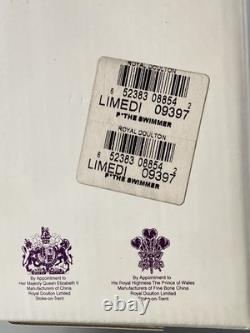 ROYAL DOULTON
6 52383 08854 2
LIMEDI 09397
P*THE SWIMMER
ROYAL DOULTON
6 52383 08854 2
LIMEDI 09397
P*THE SWIMMER
By Appointment to
Her Majesty Queen Elizabeth II
Manufacturers of China
Royal Doulton Limited
Stoke-on-Trent
By Appointment to
His Royal Highness The Prince of Wales
Manufacturers of Fine Bone China
Royal Doulton Limited
Stoke-on-Trent